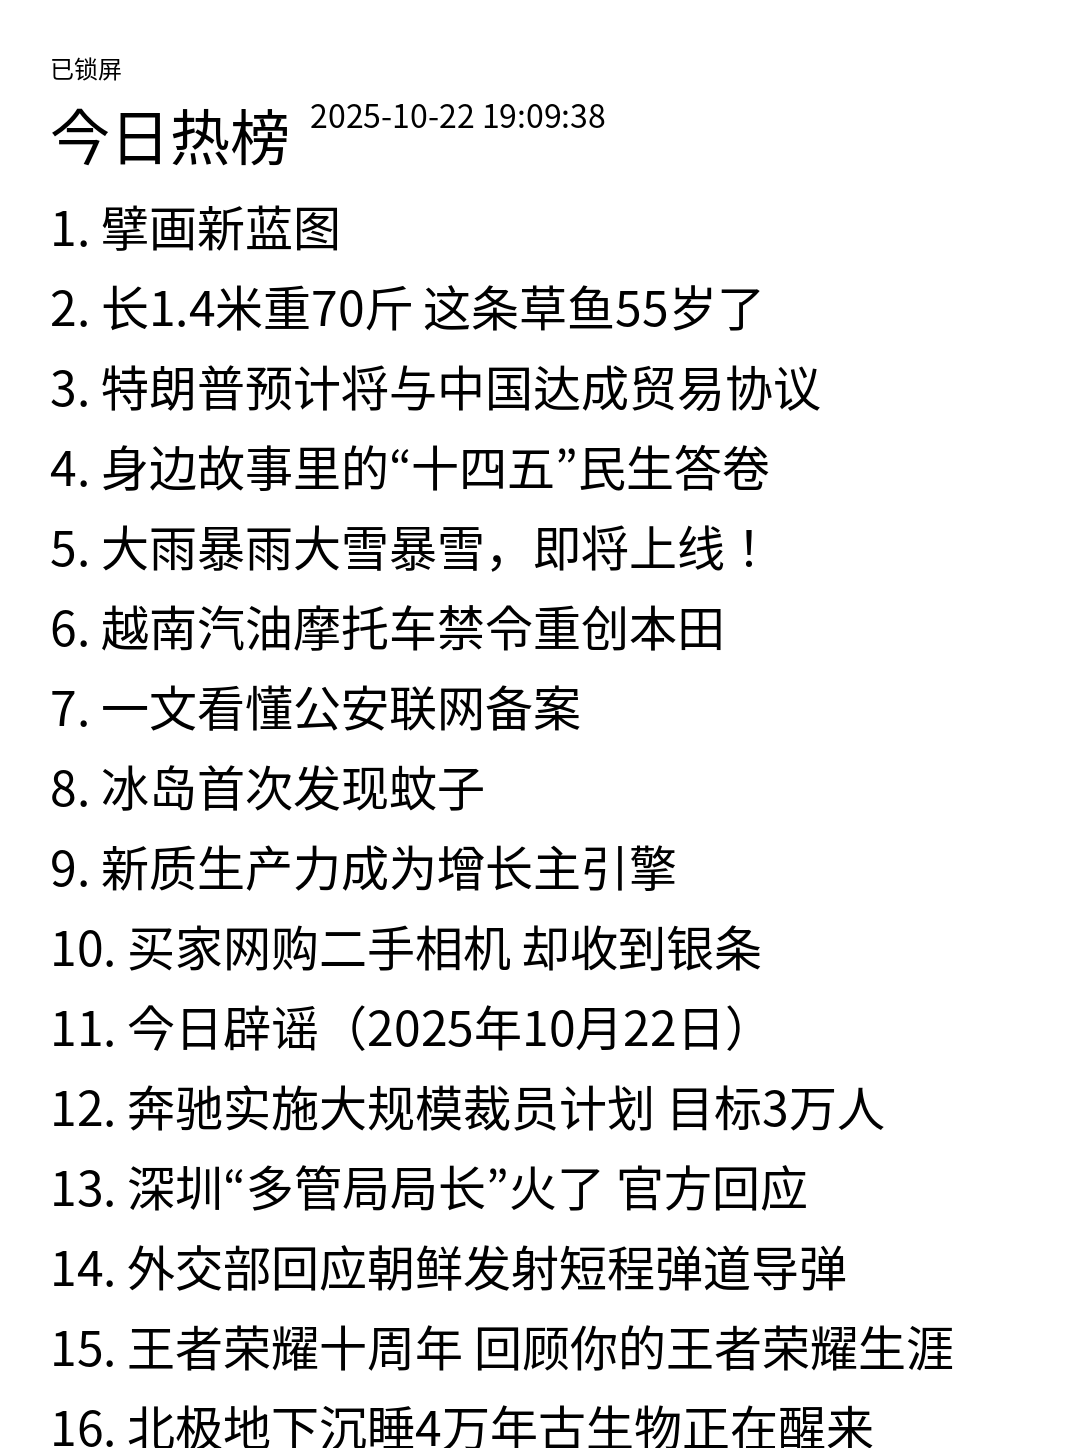 已锁屏
今日热榜 2025-10-22 19:09:38
1. 擘画新蓝图
2. 长1.4米重70斤 这条草鱼55岁了
3. 特朗普预计将与中国达成贸易协议
4. 身边故事里的“十四五”民生答卷
5. 大雨暴雨大雪暴雪，即将上线！
6. 越南汽油摩托车禁令重创本田
7. 一文看懂公安联网备案
8. 冰岛首次发现蚊子
9. 新质生产力成为增长主引擎
10. 买家网购二手相机 却收到银条
11. 今日辟谣（2025年10月22日）
12. 奔驰实施大规模裁员计划 目标3万人
13. 深圳“多管局局长”火了 官方回应
14. 外交部回应朝鲜发射短程弹道导弹
15. 王者荣耀十周年 回顾你的王者荣耀生涯
16. 北极地下沉睡4万年古生物正在醒来